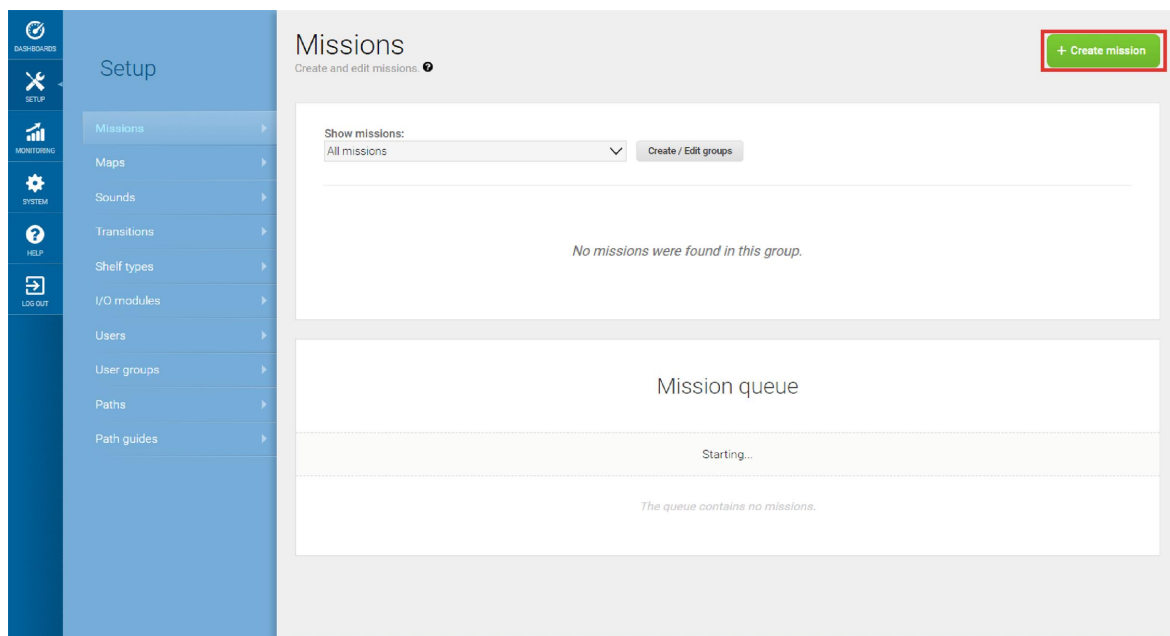 DASHBOARDS
SETUP
MONITORING
SYSTEM
HELP
LOG OUT
Setup
Missions
Maps
Sounds
Transitions
Shelf types
I/O modules
Users
User groups
Paths
Path guides
Missions
Create and edit missions. ?
+ Create mission
Show missions:
All missions
Create / Edit groups
No missions were found in this group.
Mission queue
Starting...
The queue contains no missions.